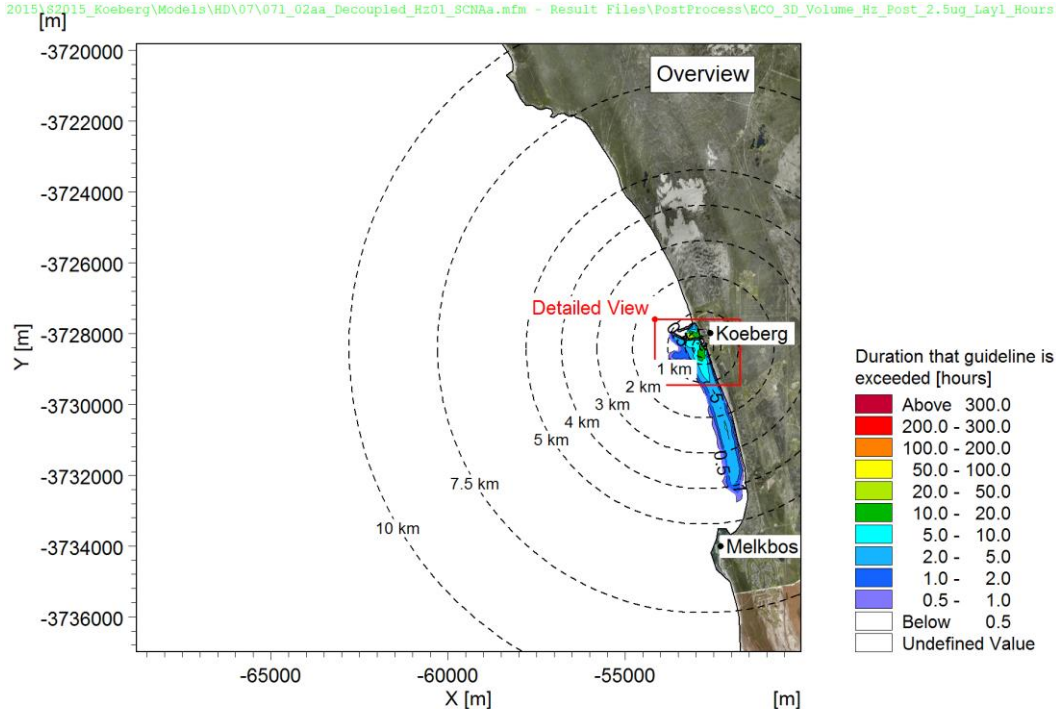 2015\S2015_Koeberg\Models\HD\07\07l_02aa_Decoupled_Hz01_SCNAa.mfm - Result Files\PostProcess\ECO_3D_Volume_Hz_Post_2.5ug_Lay1_Hours
[m]
-3720000
Overview
-3722000
-3724000
-3726000
Detailed View
-3728000
Koeberg
Y [m]
1 km
2 km
-3730000
3 km
4 km
5 km
5
0.5
-3732000
7.5 km
10 km
-3734000
Melkbos
-3736000
-65000
-60000
-55000
X [m]
[m]
Duration that guideline is
exceeded [hours]
Above 300.0
200.0 - 300.0
100.0 - 200.0
50.0 - 100.0
20.0 - 50.0
10.0 - 20.0
5.0 - 10.0
2.0 - 5.0
1.0 - 2.0
0.5 - 1.0
Below 0.5
Undefined Value